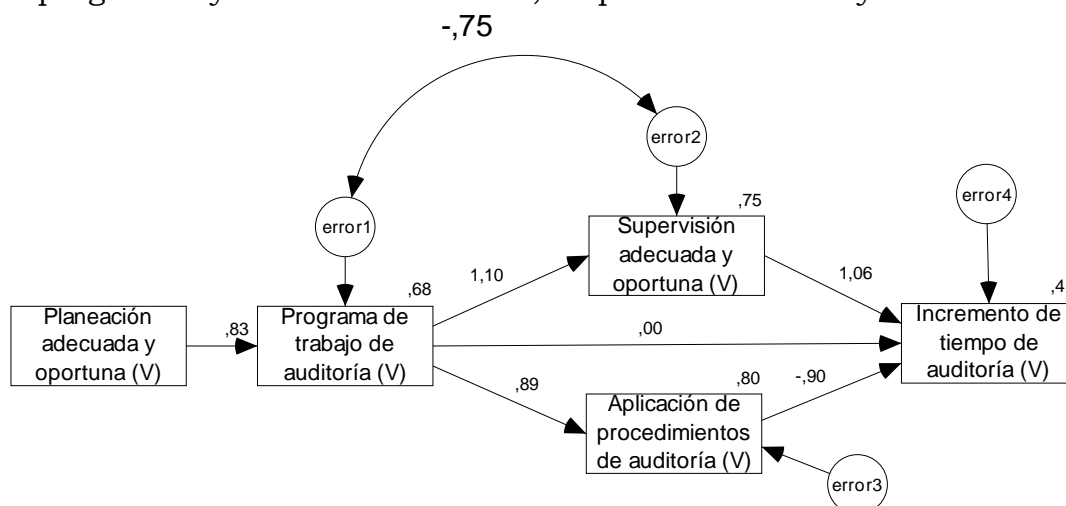 -,75
error2
error4
,75
error1
Supervisión
adecuada y
oportuna (V)
1,10
1,06
,68
,4
Planeación
adecuada y
oportuna (V)
,83
Programa de
trabajo de
auditoría (V)
,00
Incremento de
tiempo de
auditoría (V)
,89
,80
-,90
Aplicación de
procedimientos
de auditoría (V)
error3